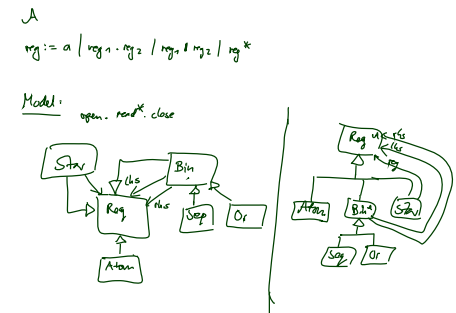 A
reg := a | reg1 . reg2 | reg1 | reg2 | reg*
Model:
open . read* . close
Star
Bin
lhs
rhs
Reg
Seq
Or
Atom
Reg
rhs
lhs
reg
Atom
Bin
Star
Seq
Or